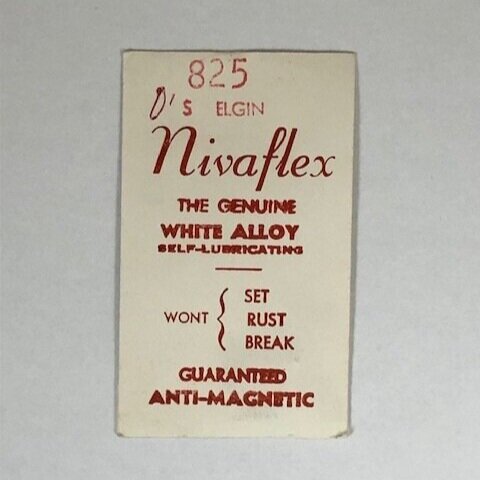 825
0's ELGIN
Nivaflex
THE GENUINE
WHITE ALLOY
SELF-LUBRICATING
WONT { SET
RUST
BREAK
GUARANTEED
ANTI-MAGNETIC